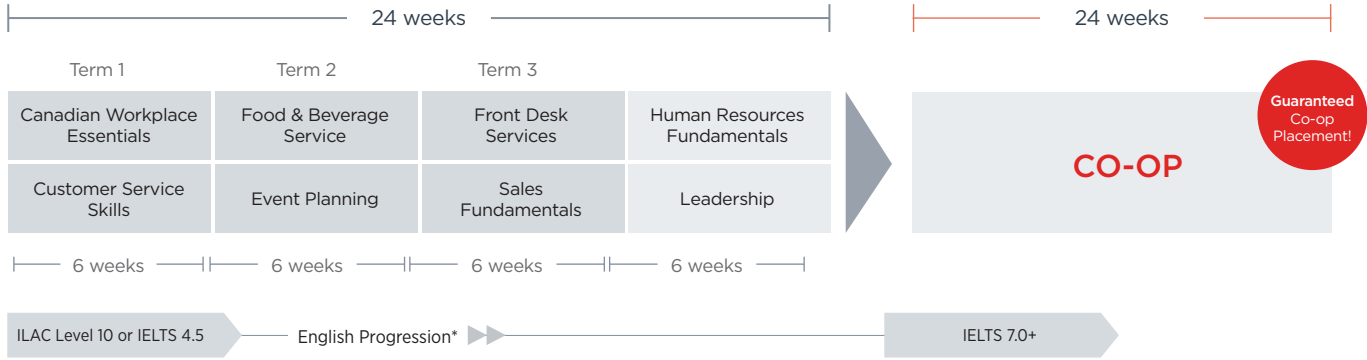 24 weeks
24 weeks
Term 1
Term 2
Term 3
Canadian Workplace
Essentials
Food & Beverage
Service
Front Desk
Services
Human Resources
Fundamentals
Guaranteed
Co-op
Placement!
CO-OP
Customer Service
Skills
Event Planning
Sales
Fundamentals
Leadership
6 weeks
6 weeks
6 weeks
6 weeks
ILAC Level 10 or IELTS 4.5
English Progression*
IELTS 7.0+